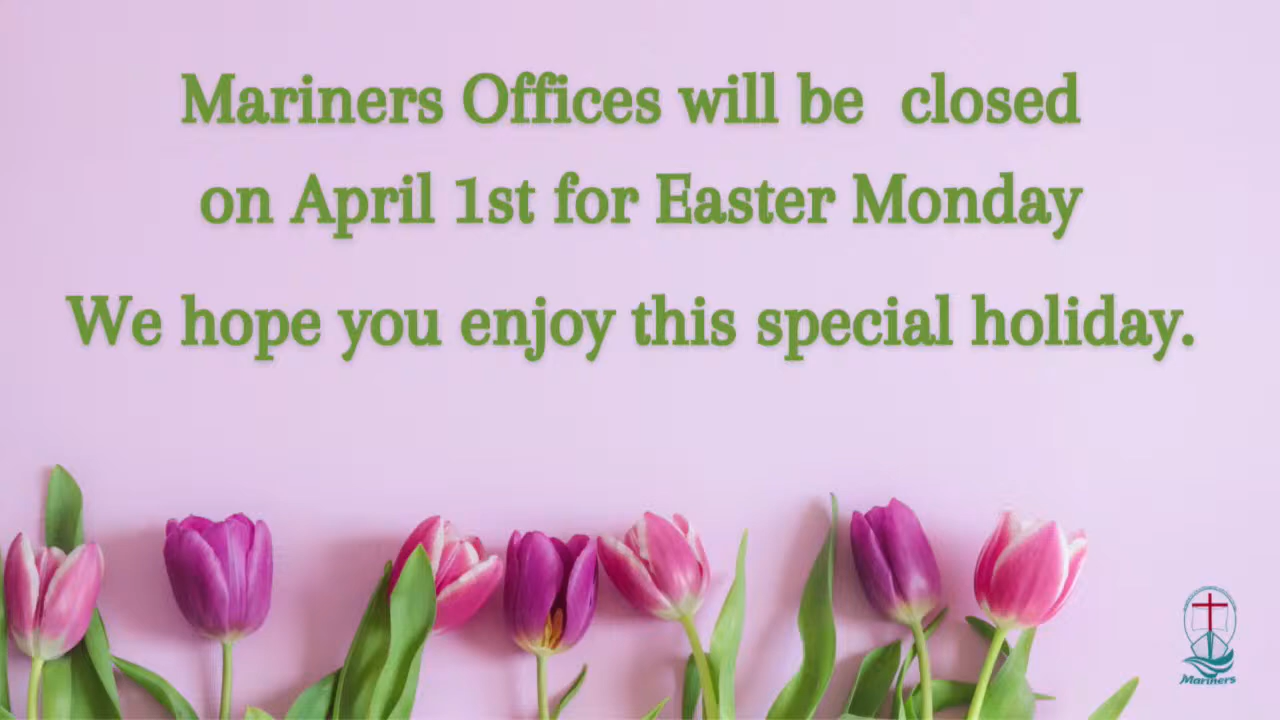 Mariners Offices will be closed
on April 1st for Easter Monday
We hope you enjoy this special holiday.
Mariners